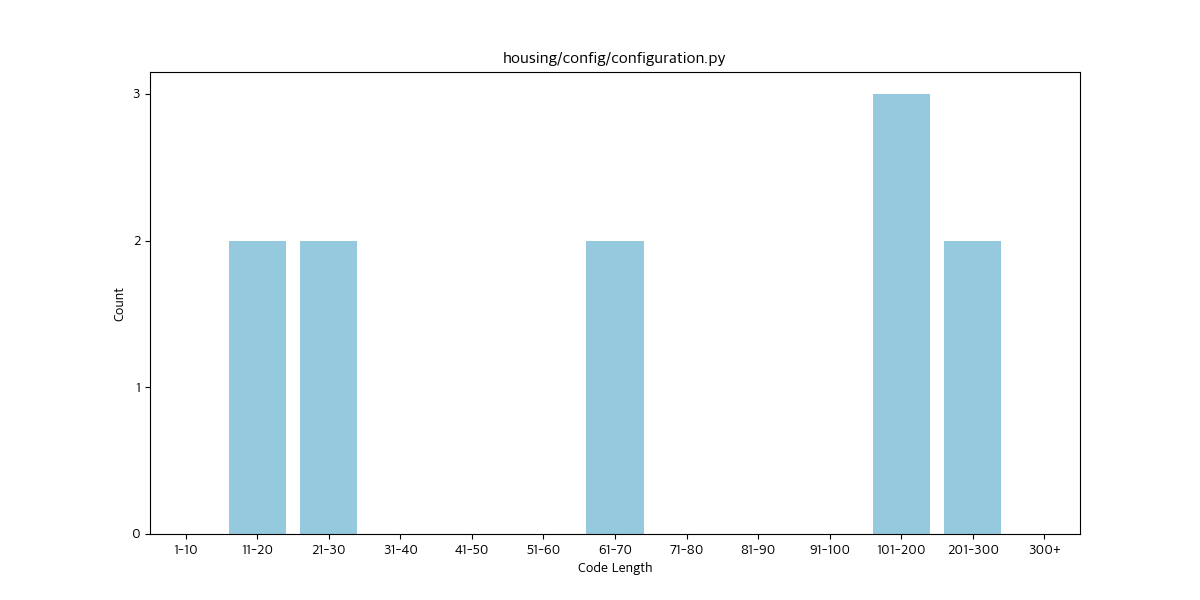 housing/config/configuration.py
3
2
1
0
Count
1-10 11-20 21-30 31-40 41-50 51-60 61-70 71-80 81-90 91-100 101-200 201-300 300+
Code Length